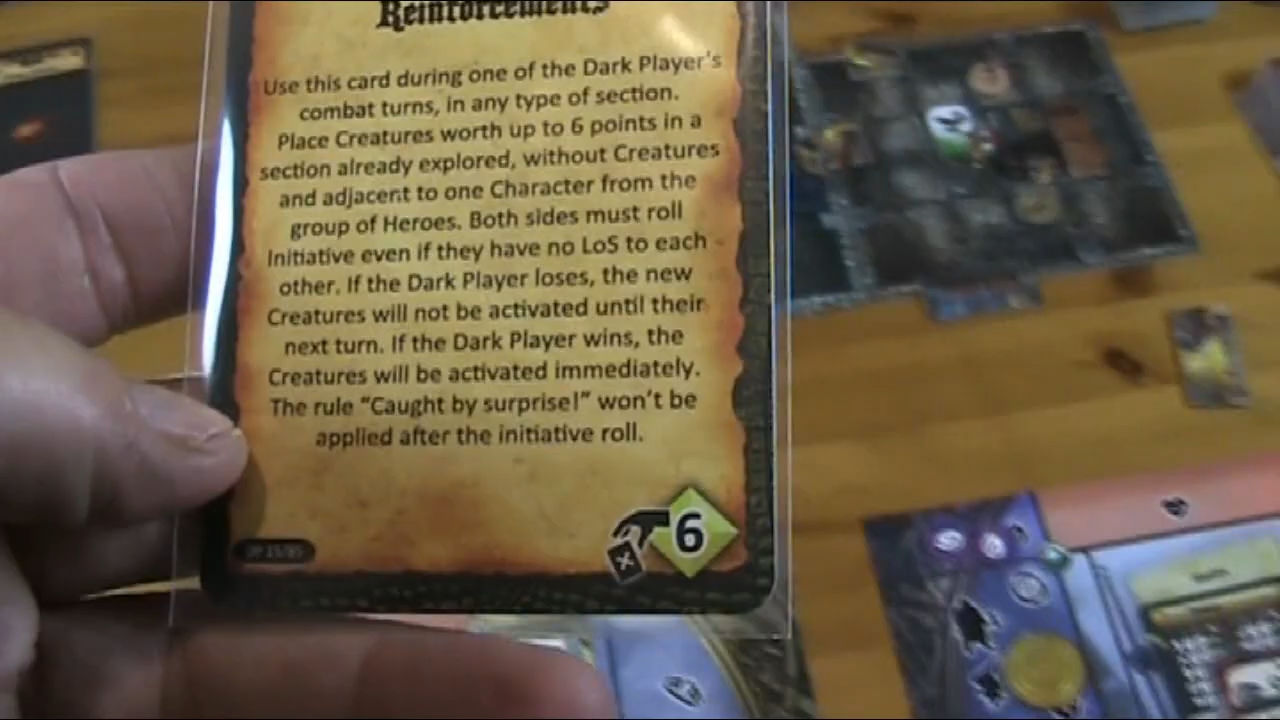 Reinforcements
Use this card during one of the Dark Player's
combat turns, in any type of section.
Place Creatures worth up to 6 points in a
section already explored, without Creatures
and adjacent to one Character from the
group of Heroes. Both sides must roll
Initiative even if they have no LoS to each
other. If the Dark Player loses, the new
Creatures will not be activated until their
next turn. If the Dark Player wins, the
Creatures will be activated immediately.
The rule “Caught by surprise!” won't be
applied after the initiative roll.
6